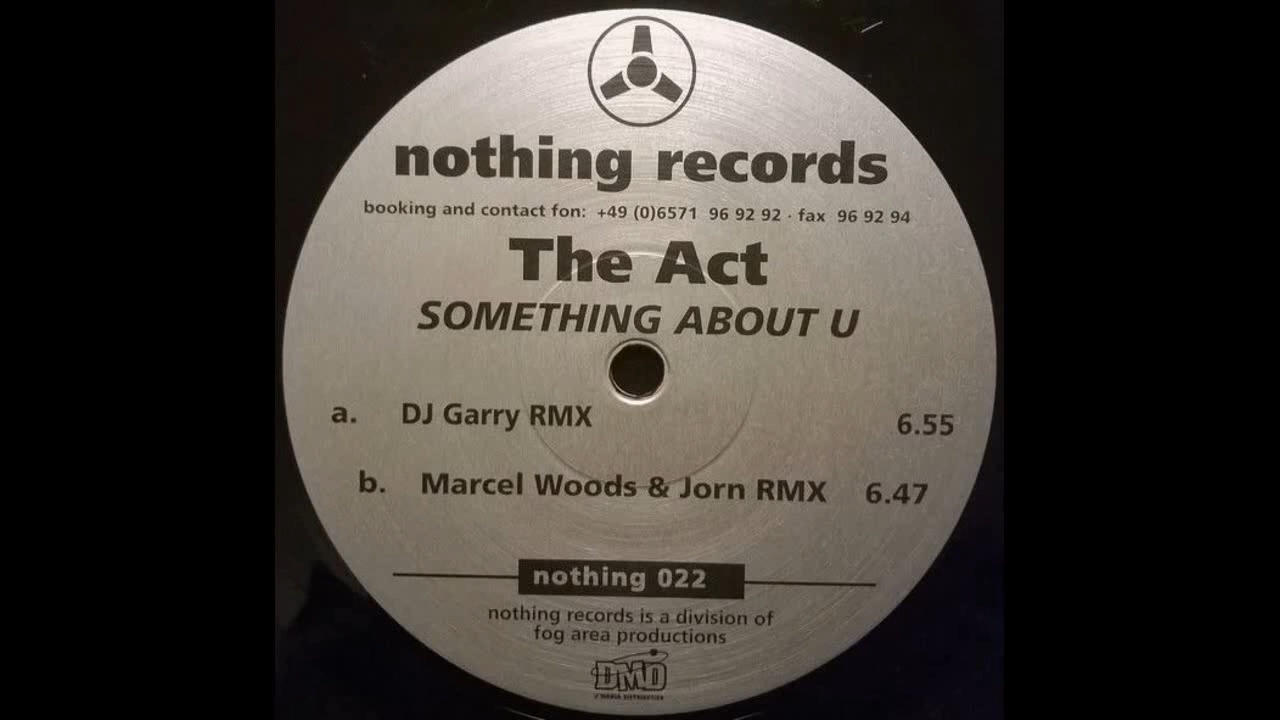 nothing records
booking and contact fon: +49 (0)6571 96 92 92 · fax 96 92 94
The Act
SOMETHING ABOUT U
a. DJ Garry RMX 6.55
b. Marcel Woods & Jorn RMX 6.47
nothing 022
nothing records is a division of
fog area productions
DMD